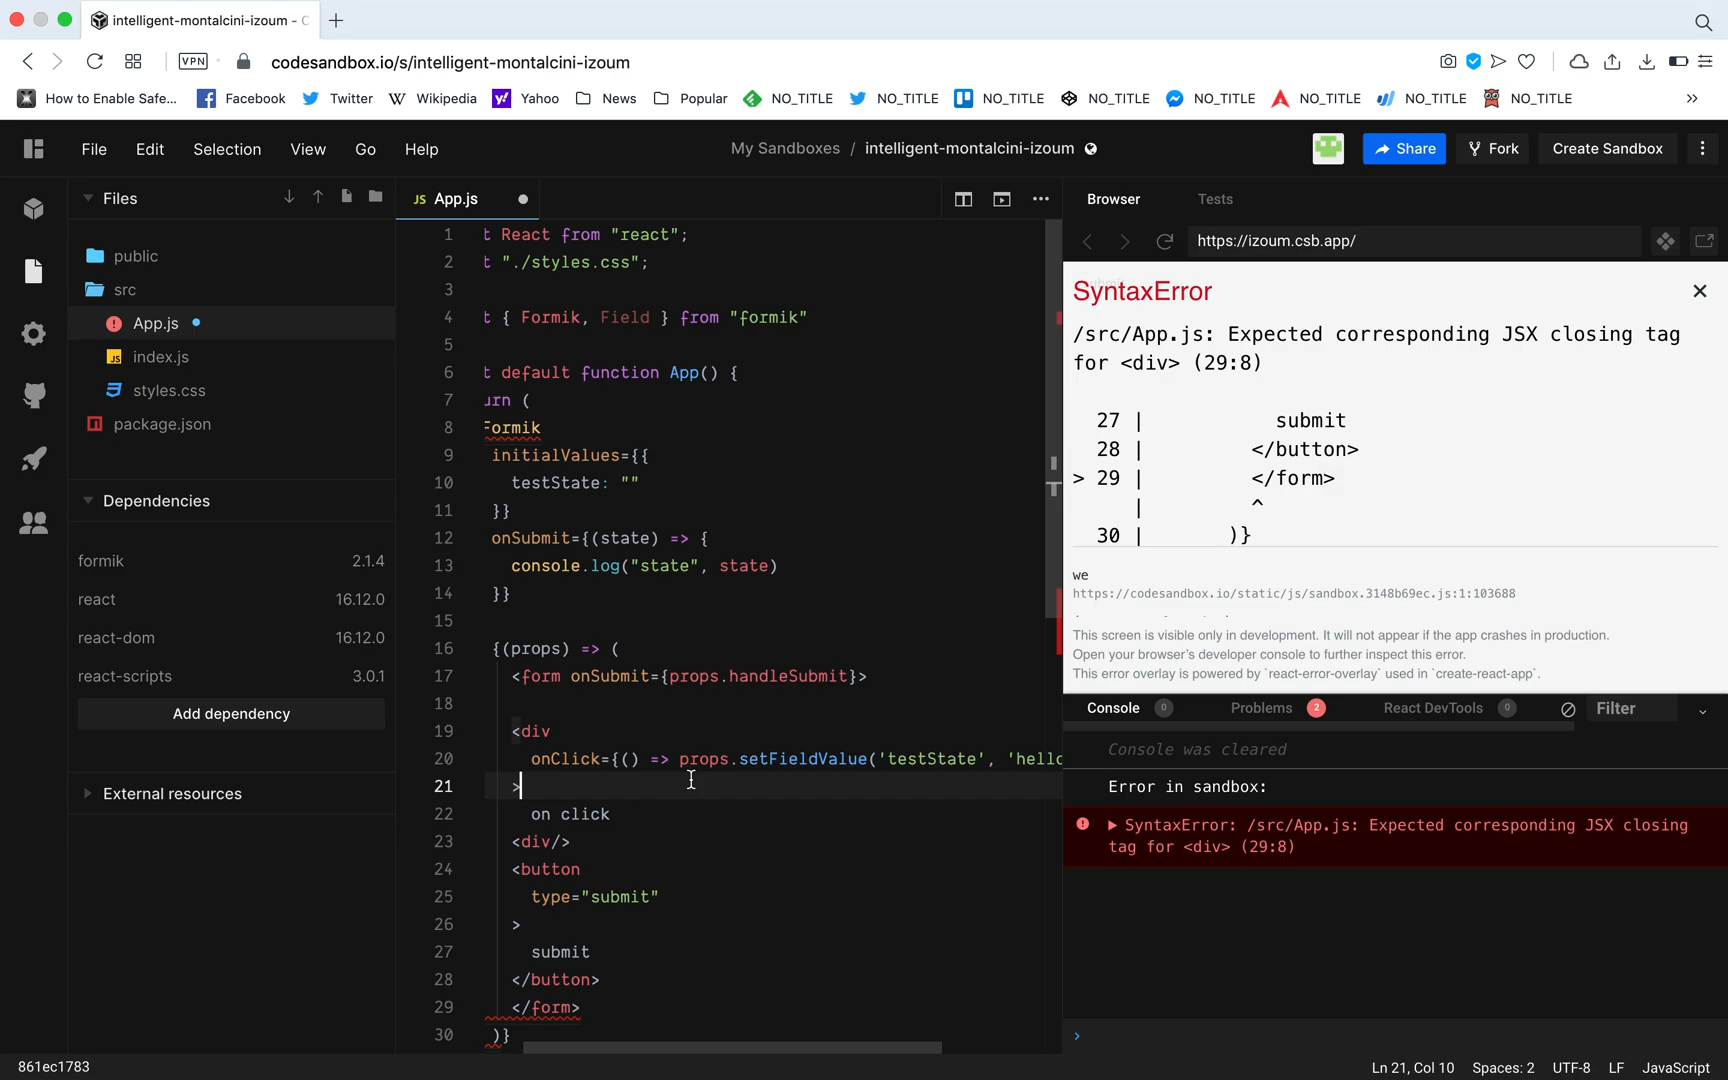 intelligent-montalcini-izoum - C
VPN
codesandbox.io/s/intelligent-montalcini-izoum
How to Enable Safe... Facebook Twitter Wikipedia Yahoo News Popular NO_TITLE NO_TITLE NO_TITLE NO_TITLE NO_TITLE NO_TITLE NO_TITLE NO_TITLE
File Edit Selection View Go Help My Sandboxes / intelligent-montalcini-izoum Share Fork Create Sandbox
Files
public
src
App.js
JS index.js
styles.css
package.json
Dependencies
formik 2.1.4
react 16.12.0
react-dom 16.12.0
react-scripts 3.0.1
Add dependency
External resources
JS App.js
1 t React from "react";
2 t "./styles.css";
3
4 t { Formik, Field } from "formik"
5
6 t default function App() {
7 urn (
8 Formik
9 initialValues={{
10 testState: ""
11 }}
12 onSubmit={(state) => {
13 console.log("state", state)
14 }}
15
16 {(props) => (
17 <form onSubmit={props.handleSubmit}>
18
19 <div
20 onClick={() => props.setFieldValue('testState', 'hello
21 >
22 on click
23 <div/>
24 <button
25 type="submit"
26 >
27 submit
28 </button>
29 </form>
30 )}
Browser Tests
https://izoum.csb.app/
SyntaxError
/src/App.js: Expected corresponding JSX closing tag
for <div> (29:8)
27 | submit
28 | </button>
> 29 | </form>
| ^
30 | )}
we
https://codesandbox.io/static/js/sandbox.3148b69ec.js:1:103688
This screen is visible only in development. It will not appear if the app crashes in production.
Open your browser's developer console to further inspect this error.
This error overlay is powered by `react-error-overlay` used in `create-react-app`.
Console 0 Problems 2 React DevTools 0 Filter
Console was cleared
Error in sandbox:
SyntaxError: /src/App.js: Expected corresponding JSX closing
tag for <div> (29:8)
861ec1783 Ln 21, Col 10 Spaces: 2 UTF-8 LF JavaScript